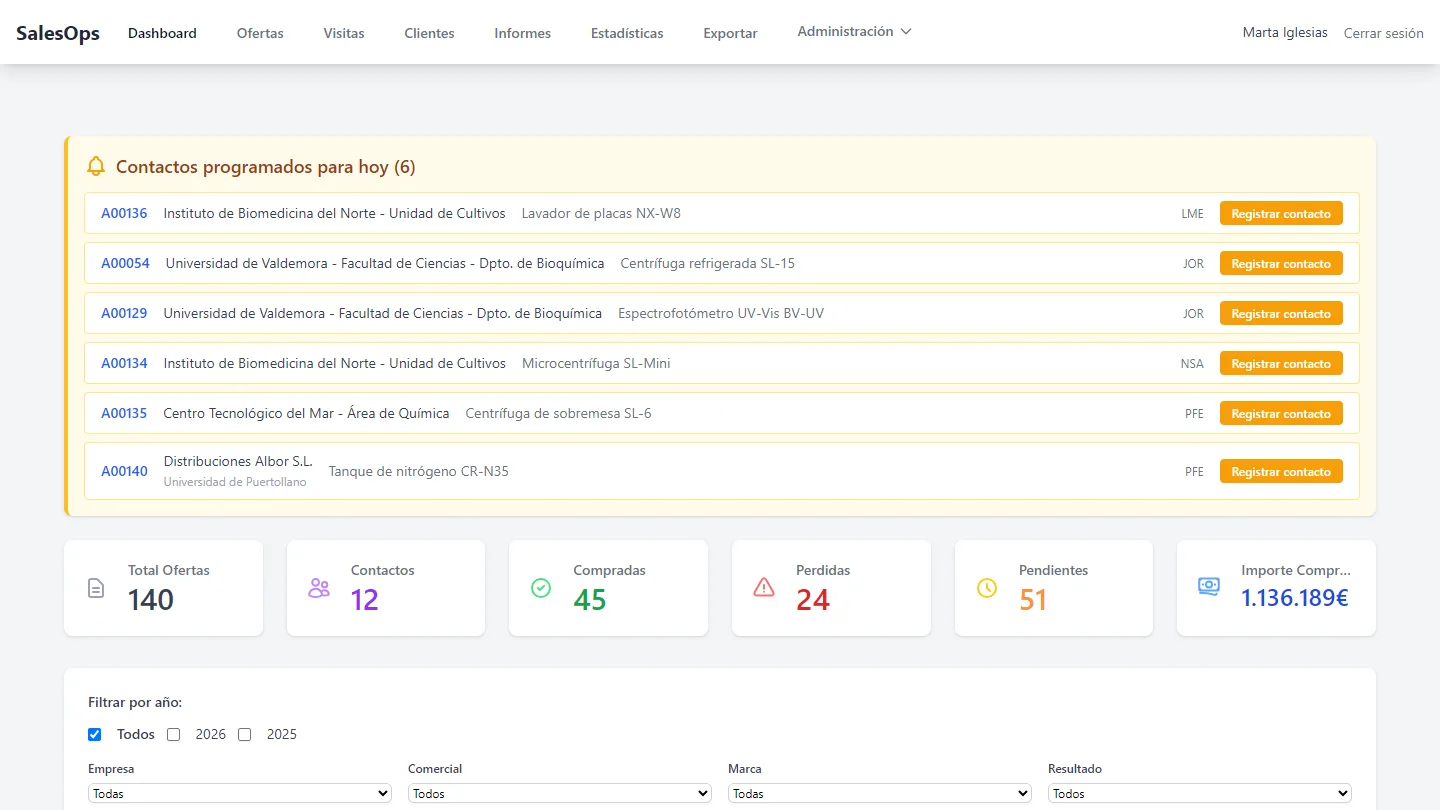 SalesOps Dashboard Ofertas Visitas Clientes Informes Estadísticas Exportar Administración Marta Iglesias Cerrar sesión
Contactos programados para hoy (6)
A00136 Instituto de Biomedicina del Norte - Unidad de Cultivos Lavador de placas NX-W8 LME Registrar contacto
A00054 Universidad de Valdemora - Facultad de Ciencias - Dpto. de Bioquímica Centrífuga refrigerada SL-15 JOR Registrar contacto
A00129 Universidad de Valdemora - Facultad de Ciencias - Dpto. de Bioquímica Espectrofotómetro UV-Vis BV-UV JOR Registrar contacto
A00134 Instituto de Biomedicina del Norte - Unidad de Cultivos Microcentrífuga SL-Mini NSA Registrar contacto
A00135 Centro Tecnológico del Mar - Área de Química Centrífuga de sobremesa SL-6 PFE Registrar contacto
A00140 Distribuciones Albor S.L. Tanque de nitrógeno CR-N35 PFE Registrar contacto
Universidad de Puertollano
Total Ofertas Contactos Compradas Perdidas Pendientes Importe Compr...
140 12 45 24 51 1.136.189€
Filtrar por año:
Todos 2026 2025
Empresa Comercial Marca Resultado
Todas Todos Todas Todos